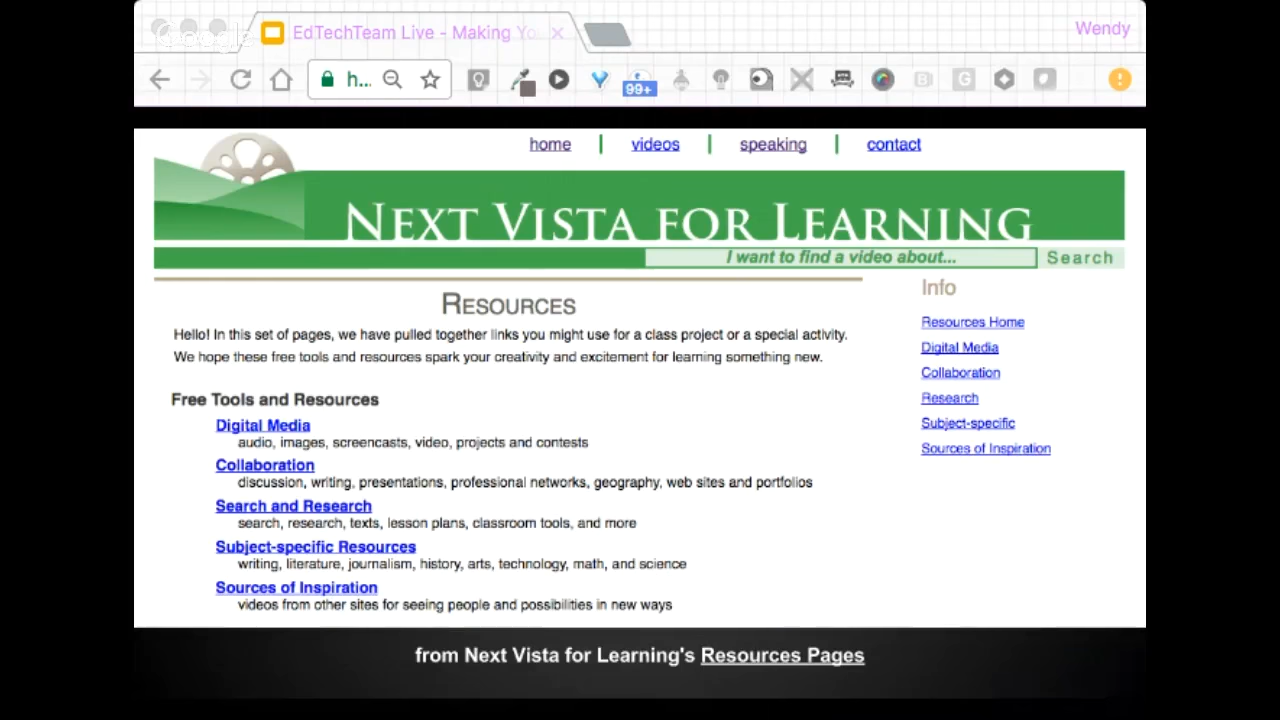 Google
EdTechTeam Live - Making Yo
Wendy
h...
99+
home | videos | speaking | contact
NEXT VISTA FOR LEARNING
I want to find a video about... Search
RESOURCES
Hello! In this set of pages, we have pulled together links you might use for a class project or a special activity.
We hope these free tools and resources spark your creativity and excitement for learning something new.
Free Tools and Resources
Digital Media
audio, images, screencasts, video, projects and contests
Collaboration
discussion, writing, presentations, professional networks, geography, web sites and portfolios
Search and Research
search, research, texts, lesson plans, classroom tools, and more
Subject-specific Resources
writing, literature, journalism, history, arts, technology, math, and science
Sources of Inspiration
videos from other sites for seeing people and possibilities in new ways
Info
Resources Home
Digital Media
Collaboration
Research
Subject-specific
Sources of Inspiration
from Next Vista for Learning's Resources Pages